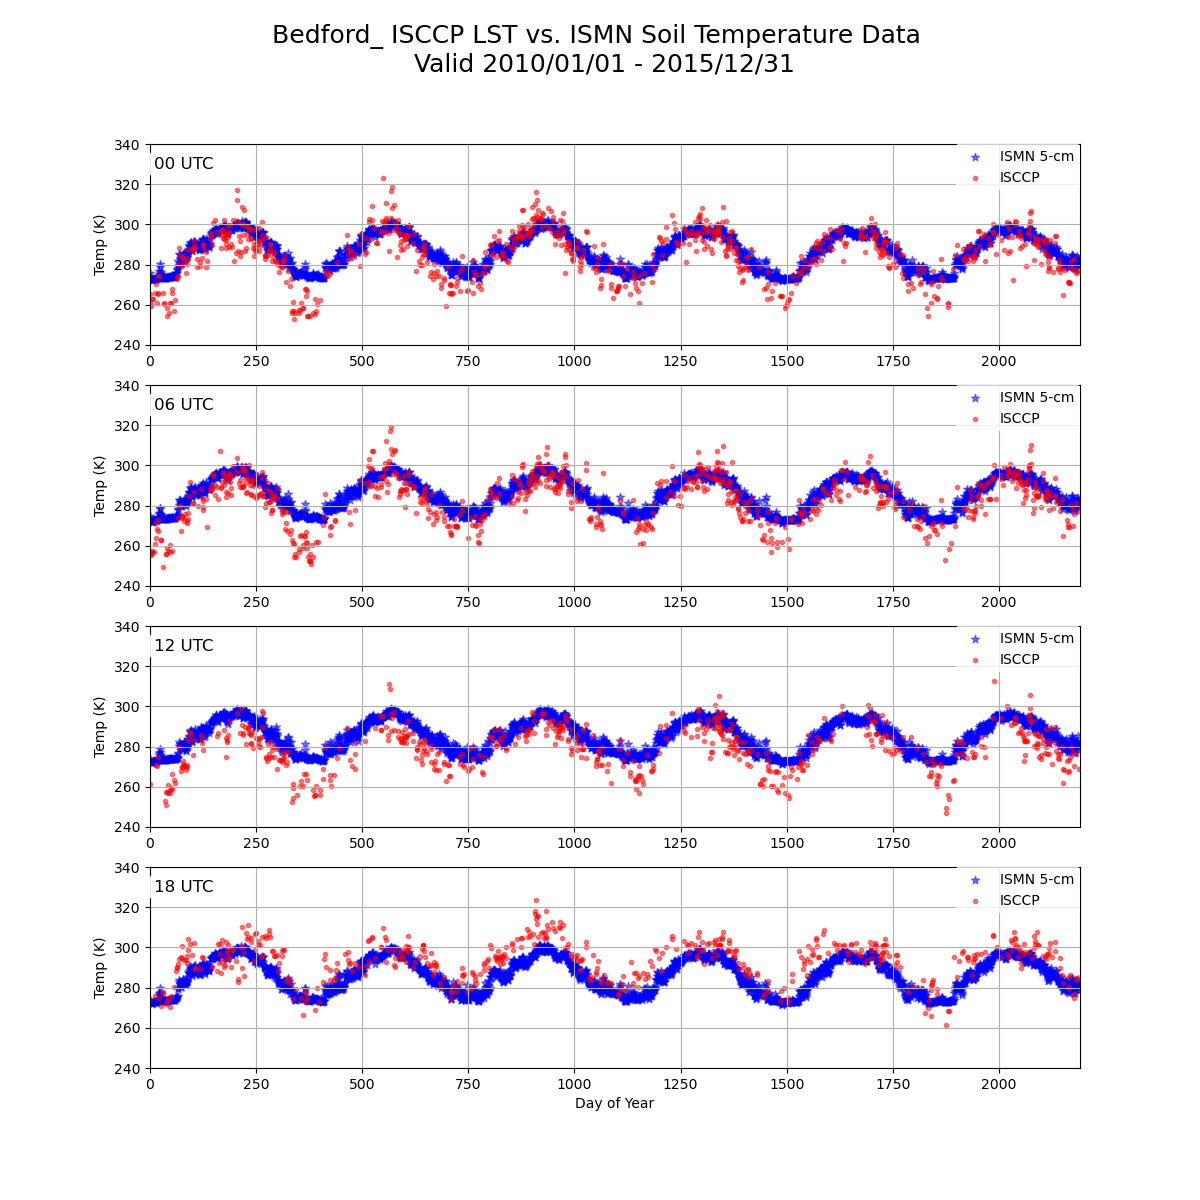 Bedford_ ISCCP LST vs. ISMN Soil Temperature Data
Valid 2010/01/01 - 2015/12/31
340
320
300
280
260
240
Temp (K)
00 UTC
ISMN 5-cm
ISCCP
0 250 500 750 1000 1250 1500 1750 2000
340
320
300
280
260
240
Temp (K)
06 UTC
ISMN 5-cm
ISCCP
0 250 500 750 1000 1250 1500 1750 2000
340
320
300
280
260
240
Temp (K)
12 UTC
ISMN 5-cm
ISCCP
0 250 500 750 1000 1250 1500 1750 2000
340
320
300
280
260
240
Temp (K)
18 UTC
ISMN 5-cm
ISCCP
0 250 500 750 1000 1250 1500 1750 2000
Day of Year